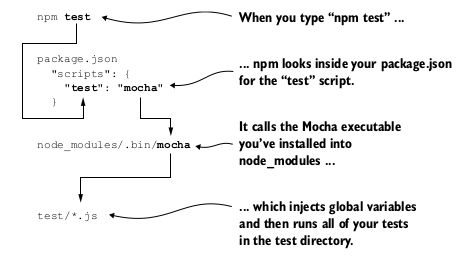 npm test
When you type “npm test” ...
package.json
"scripts": {
"test": "mocha"
}
... npm looks inside your package.json
for the “test” script.
node_modules/.bin/mocha
It calls the Mocha executable
you’ve installed into
node_modules ...
test/*.js
... which injects global variables
and then runs all of your tests
in the test directory.